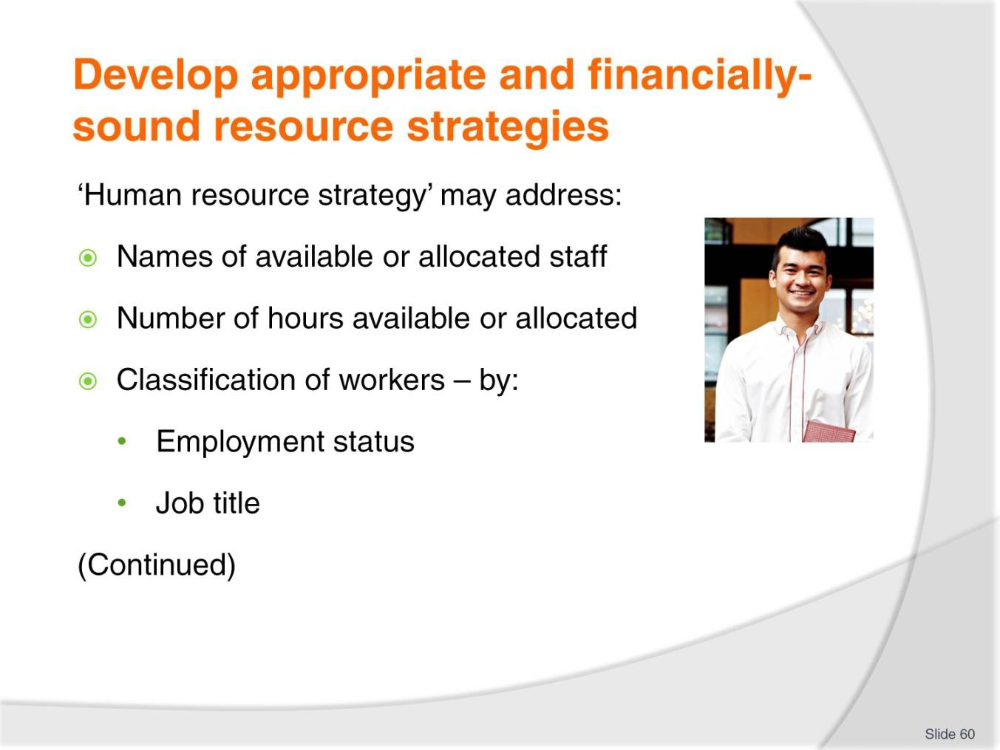 Develop appropriate and financially-
sound resource strategies
‘Human resource strategy’ may address:
Names of available or allocated staff
Number of hours available or allocated
Classification of workers – by:
• Employment status
• Job title
(Continued)
Slide 60